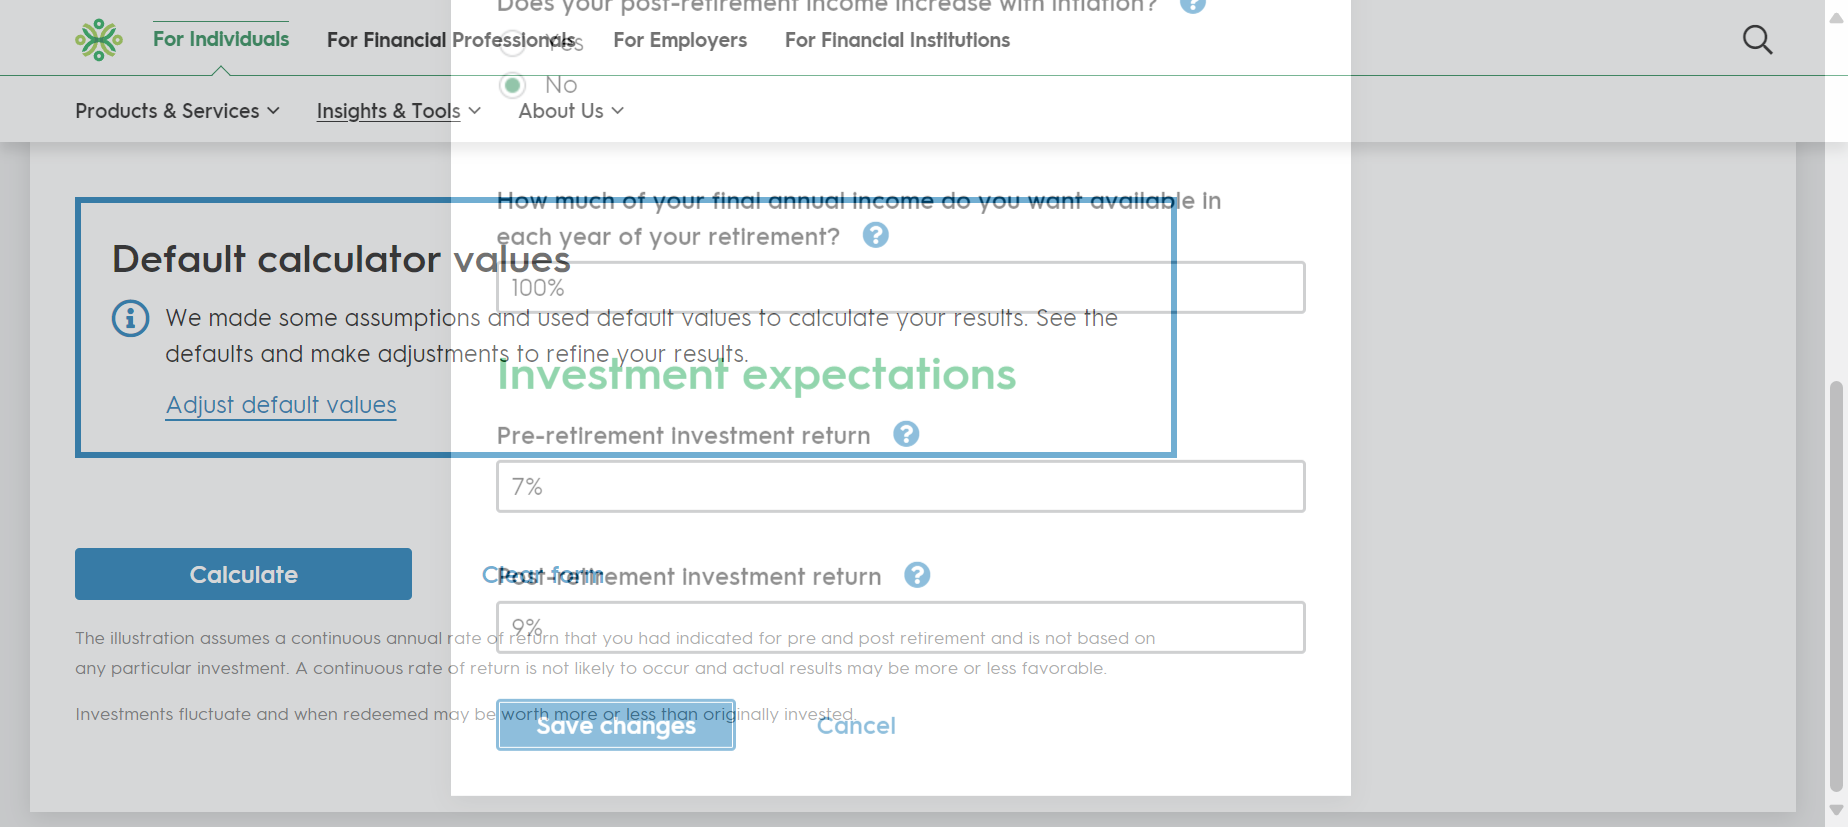 Does your post-retirement income increase with inflation? ?
For Individuals
For Financial Professionals
For Employers
For Financial Institutions
Yes
No
Products & Services
Insights & Tools
About Us
How much of your final annual income do you want available in
each year of your retirement? ?
Default calculator values
100%
We made some assumptions and used default values to calculate your results. See the
defaults and make adjustments to refine your results.
Investment expectations
Adjust default values
Pre-retirement investment return ?
7%
Calculate
Clear form
Post-retirement investment return ?
9%
The illustration assumes a continuous annual rate of return that you had indicated for pre and post retirement and is not based on
any particular investment. A continuous rate of return is not likely to occur and actual results may be more or less favorable.
Investments fluctuate and when redeemed may be worth more or less than originally invested.
Save changes
Cancel